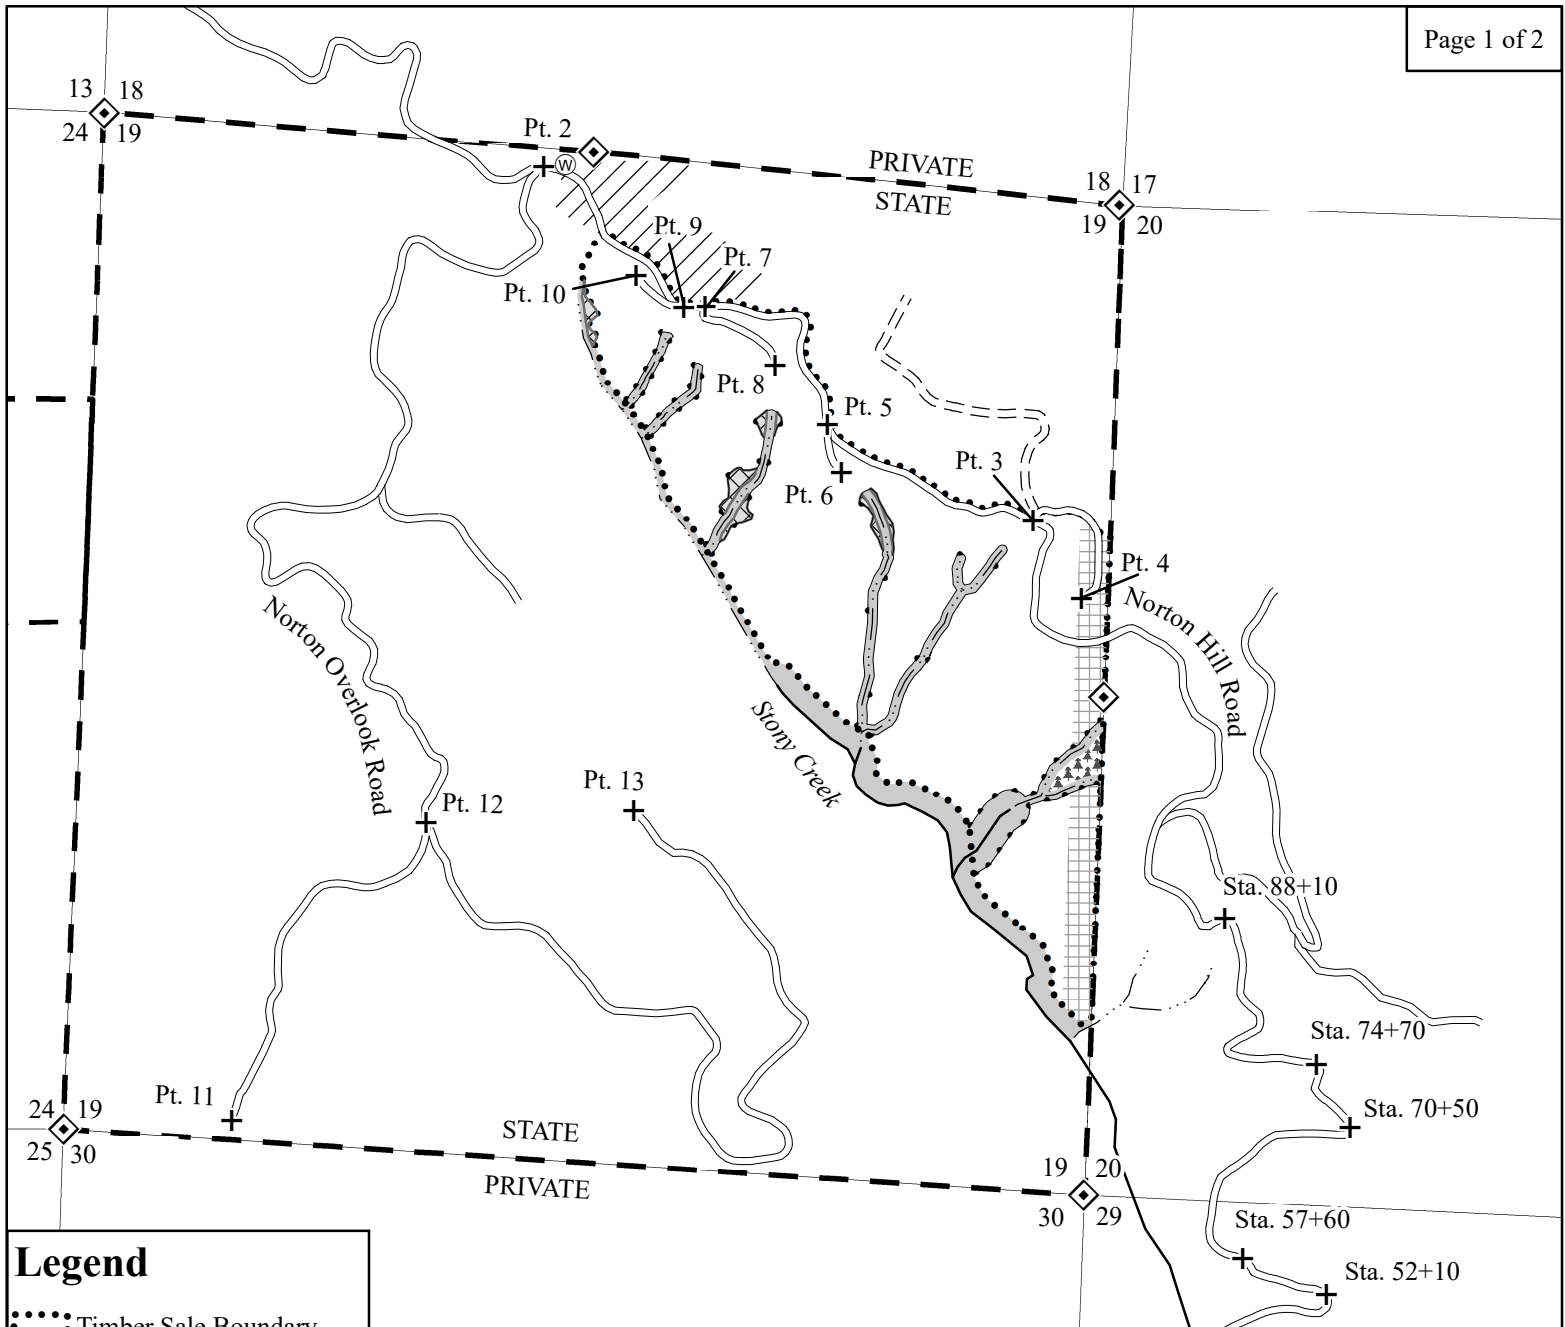 Page 1 of 2
13 18
24 19
Pt. 2
W
PRIVATE
STATE
18 17
19 20
Pt. 9
Pt. 7
Pt. 10
Pt. 8
Pt. 5
Pt. 3
Pt. 6
Pt. 4
Norton Hill Road
Norton Overlook Road
Stony Creek
Pt. 13
Pt. 12
Sta. 88+10
Sta. 74+70
Sta. 70+50
Pt. 11
24 19
25 30
STATE
PRIVATE
19 20
30 29
Sta. 57+60
Sta. 52+10
Legend
Timber Sale Boundary